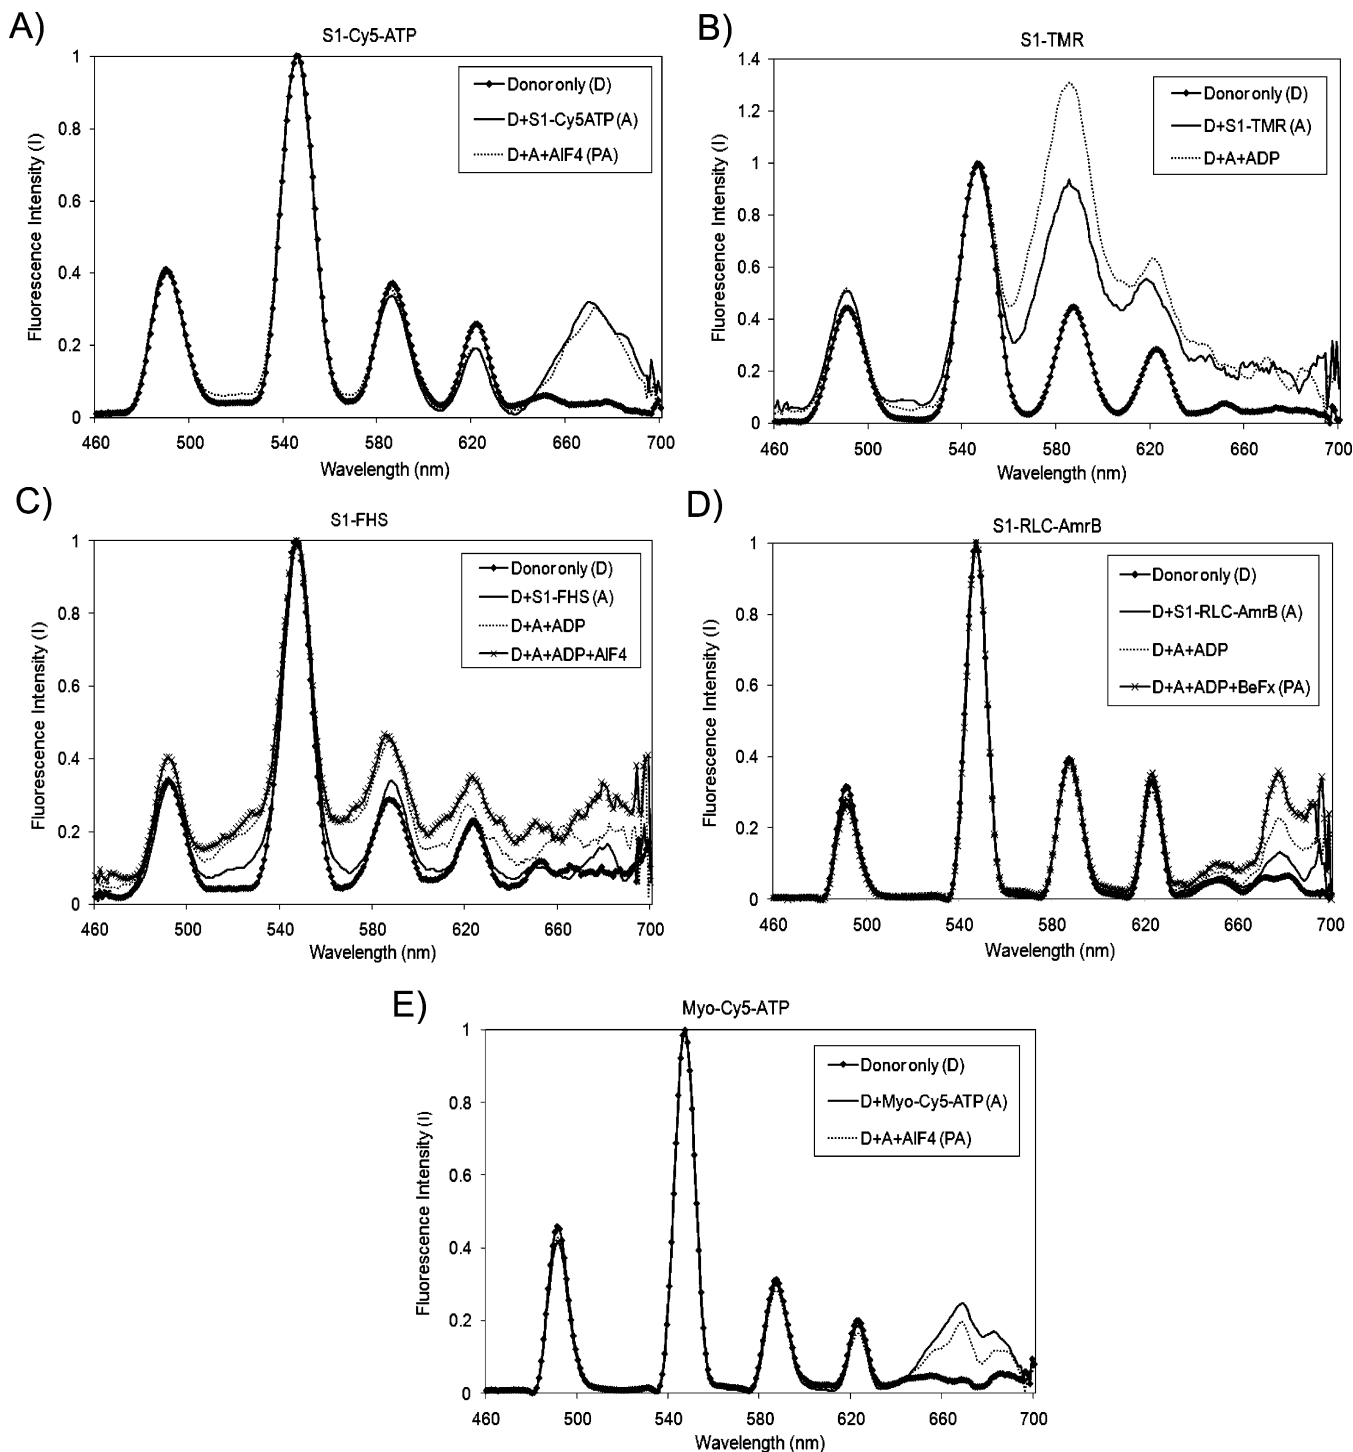 A)
S1-Cy5-ATP
Fluorescence Intensity (I)
1
0.8
0.6
0.4
0.2
0
Donor only (D)
D+S1-Cy5ATP (A)
D+A+AlF4 (PA)
460 500 540 580 620 660 700
Wavelength (nm)
B)
S1-TMR
Fluorescence Intensity (I)
1.4
1.2
1
0.8
0.6
0.4
0.2
0
Donor only (D)
D+S1-TMR (A)
D+A+ADP
460 500 540 580 620 660 700
Wavelength (nm)
C)
S1-FHS
Fluorescence Intensity (I)
1
0.8
0.6
0.4
0.2
0
Donor only (D)
D+S1-FHS (A)
D+A+ADP
D+A+ADP+AlF4
460 500 540 580 620 660 700
Wavelength (nm)
D)
S1-RLC-AmrB
Fluorescence Intensity (I)
1
0.8
0.6
0.4
0.2
0
Donor only (D)
D+S1-RLC-AmrB (A)
D+A+ADP
D+A+ADP+BeFx (PA)
460 500 540 580 620 660 700
Wavelength (nm)
E)
Myo-Cy5-ATP
Fluorescence Intensity (I)
1
0.8
0.6
0.4
0.2
0
Donor only (D)
D+Myo-Cy5-ATP (A)
D+A+AlF4 (PA)
460 500 540 580 620 660 700
Wavelength (nm)